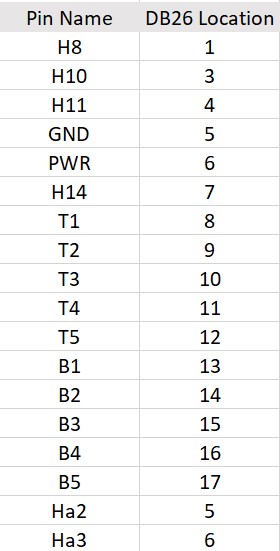 Pin Name DB26 Location
H8 1
H10 3
H11 4
GND 5
PWR 6
H14 7
T1 8
T2 9
T3 10
T4 11
T5 12
B1 13
B2 14
B3 15
B4 16
B5 17
Ha2 5
Ha3 6